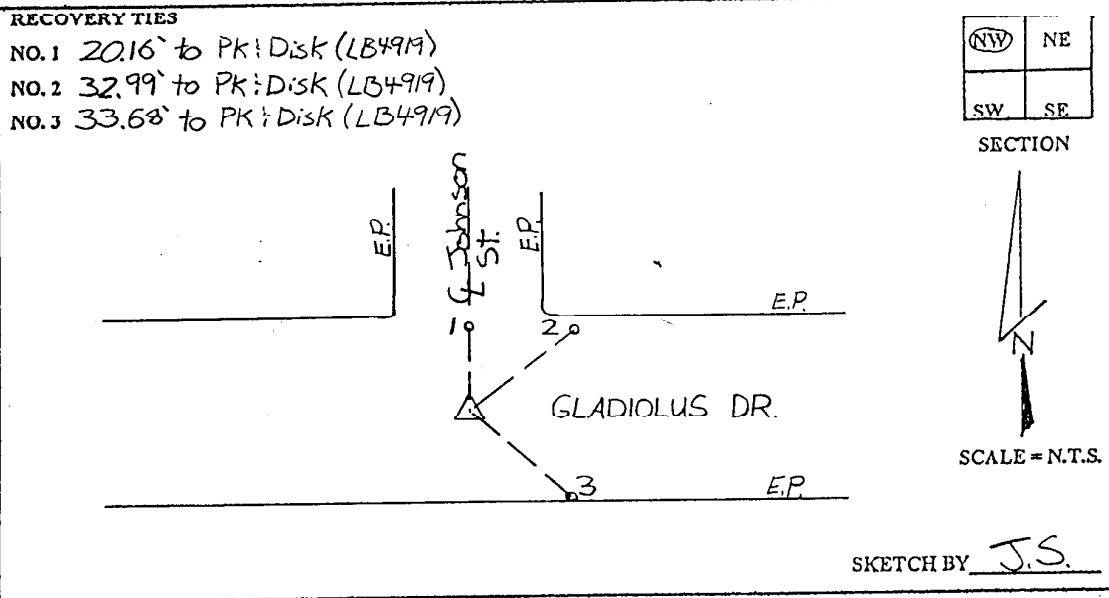 RECOVERY TIES
NO. 1 20.16' to PK & Disk (LB4919)
NO. 2 32.99' to PK & Disk (LB4919)
NO. 3 33.68' to PK & Disk (LB4919)
NW NE
SW SE
SECTION
E.P.
℄ Johnson St.
E.P.
E.P.
1
2
GLADIOLUS DR.
N
SCALE = N.T.S.
3
E.P.
SKETCH BY J.S.